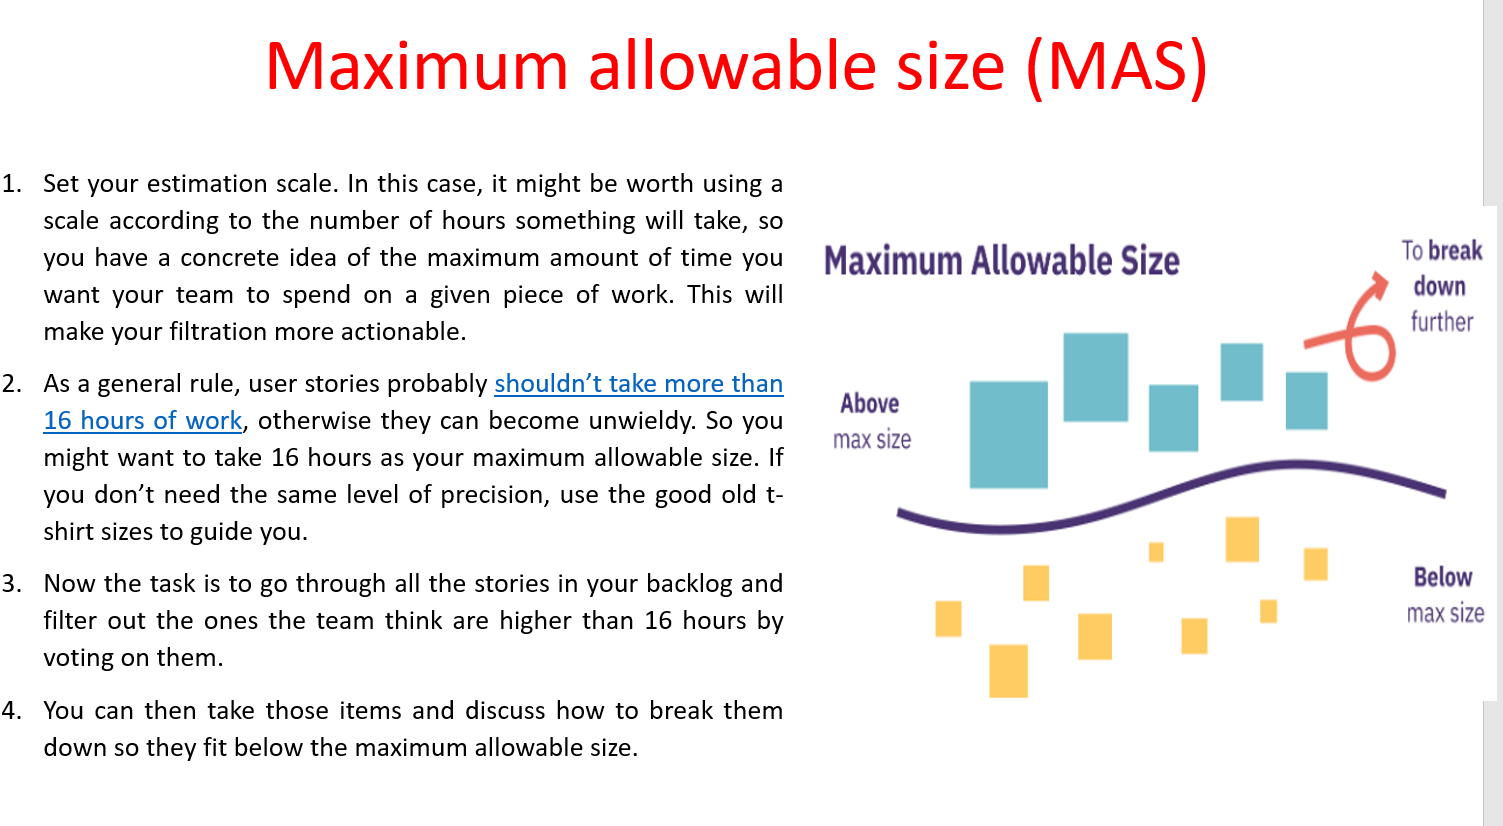 Maximum allowable size (MAS)
1. Set your estimation scale. In this case, it might be worth using a
scale according to the number of hours something will take, so
you have a concrete idea of the maximum amount of time you
want your team to spend on a given piece of work. This will
make your filtration more actionable.
2. As a general rule, user stories probably shouldn’t take more than
16 hours of work, otherwise they can become unwieldy. So you
might want to take 16 hours as your maximum allowable size. If
you don’t need the same level of precision, use the good old t-
shirt sizes to guide you.
3. Now the task is to go through all the stories in your backlog and
filter out the ones the team think are higher than 16 hours by
voting on them.
4. You can then take those items and discuss how to break them
down so they fit below the maximum allowable size.
Maximum Allowable Size
To break
down
further
Above
max size
Below
max size